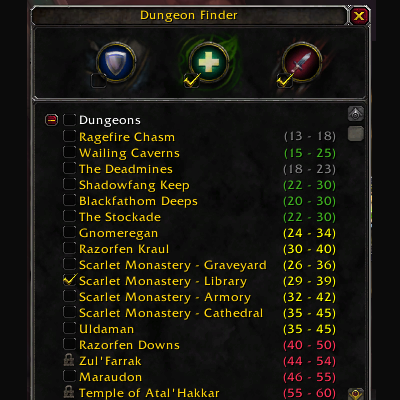 Dungeon Finder
Dungeons
Ragefire Chasm (13 - 18)
Wailing Caverns (15 - 25)
The Deadmines (18 - 23)
Shadowfang Keep (22 - 30)
Blackfathom Deeps (20 - 30)
The Stockade (22 - 30)
Gnomeregan (24 - 34)
Razorfen Kraul (30 - 40)
Scarlet Monastery - Graveyard (26 - 36)
Scarlet Monastery - Library (29 - 39)
Scarlet Monastery - Armory (32 - 42)
Scarlet Monastery - Cathedral (35 - 45)
Uldaman (35 - 45)
Razorfen Downs (40 - 50)
Zul'Farrak (44 - 54)
Maraudon (46 - 55)
Temple of Atal'Hakkar (55 - 60)